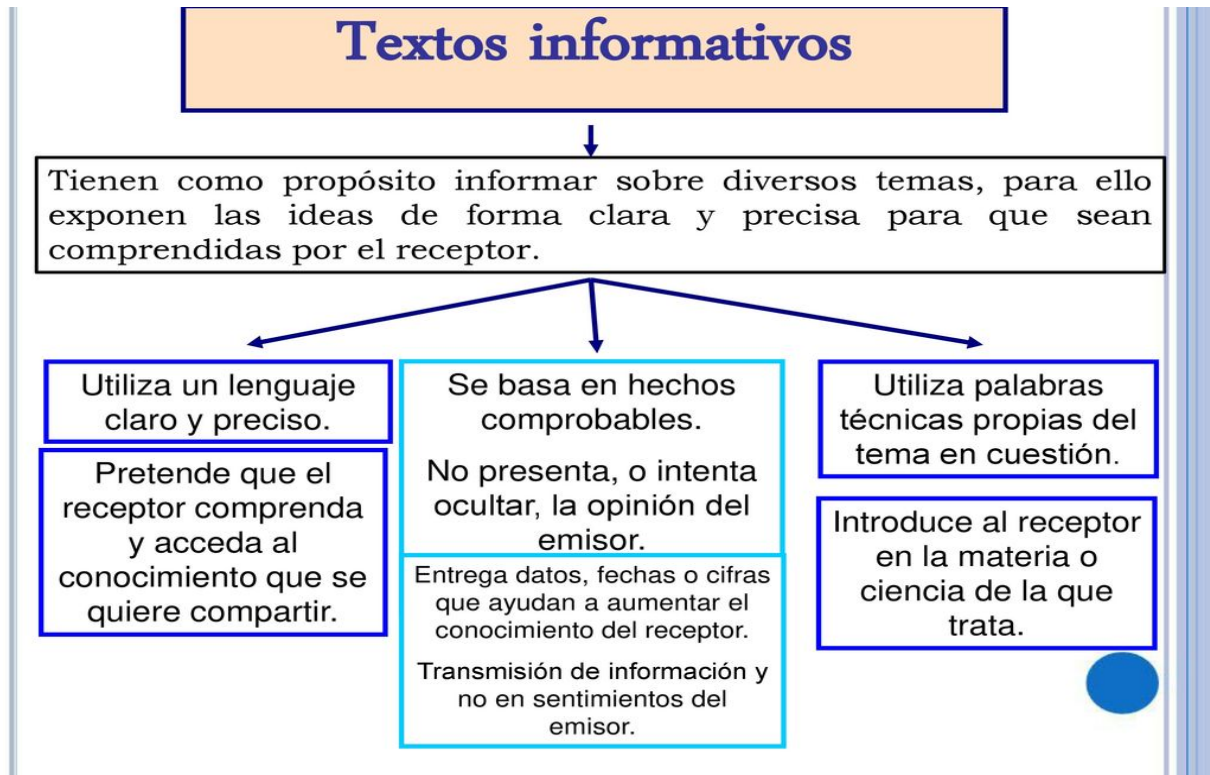 Textos informativos
Tienen como propósito informar sobre diversos temas, para ello
exponen las ideas de forma clara y precisa para que sean
comprendidas por el receptor.
Utiliza un lenguaje
claro y preciso.
Pretende que el
receptor comprenda
y acceda al
conocimiento que se
quiere compartir.
Se basa en hechos
comprobables.
No presenta, o intenta
ocultar, la opinión del
emisor.
Entrega datos, fechas o cifras
que ayudan a aumentar el
conocimiento del receptor.
Transmisión de información y
no en sentimientos del
emisor.
Utiliza palabras
técnicas propias del
tema en cuestión.
Introduce al receptor
en la materia o
ciencia de la que
trata.